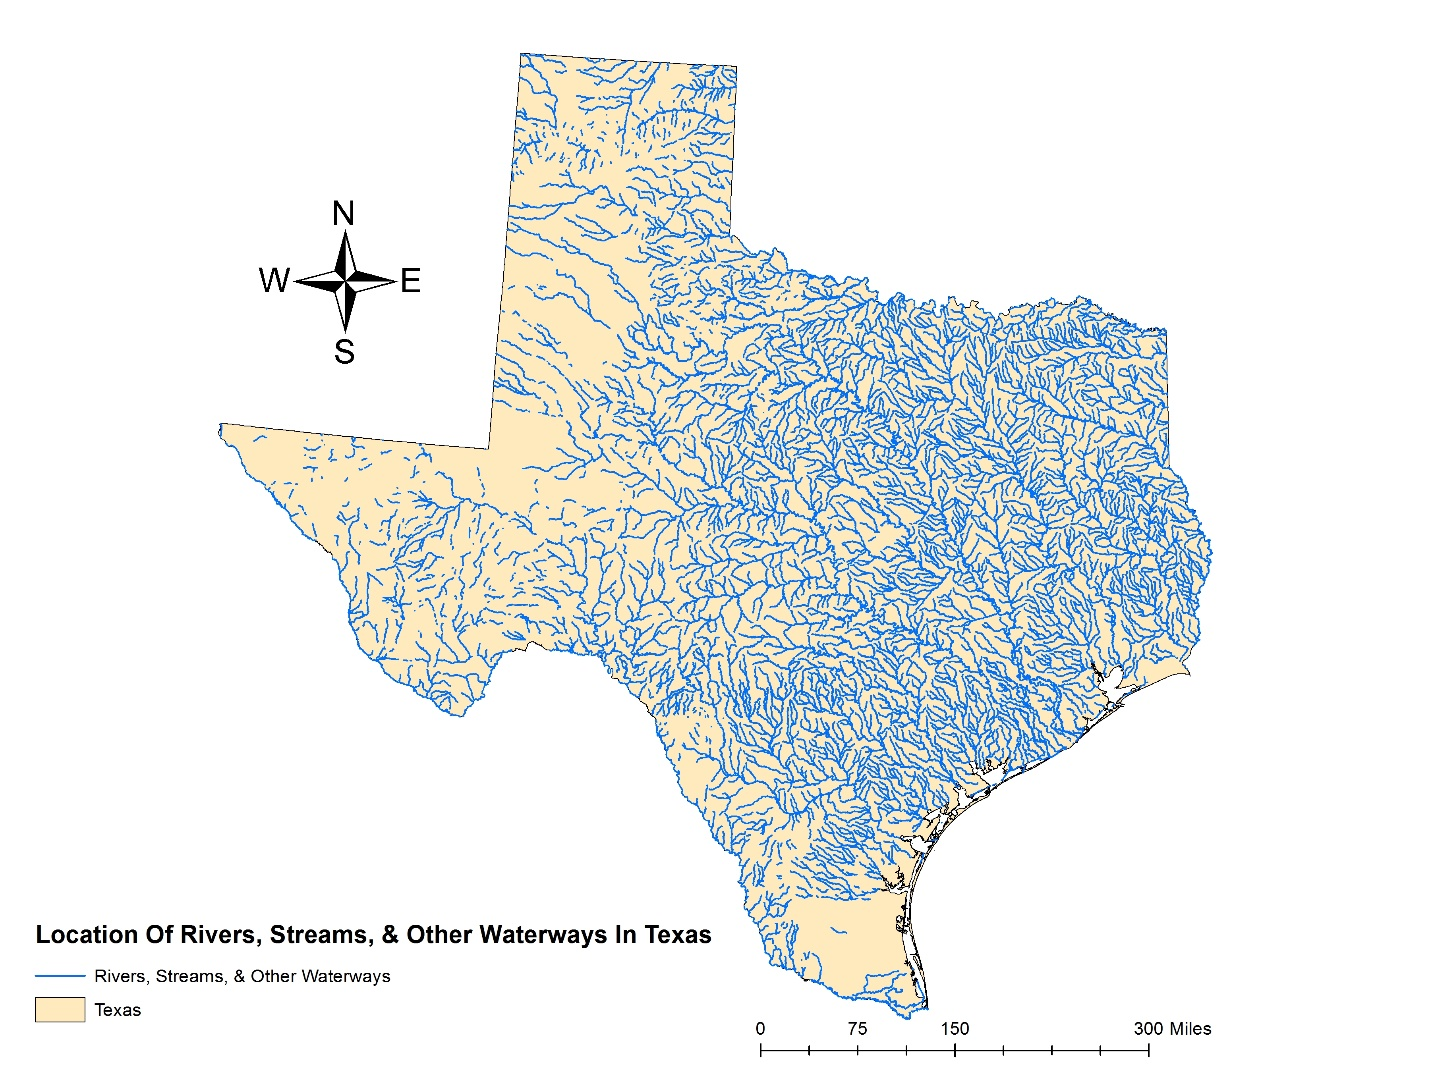 N
W E
S
Location Of Rivers, Streams, & Other Waterways In Texas
Rivers, Streams, & Other Waterways
Texas
0 75 150 300 Miles